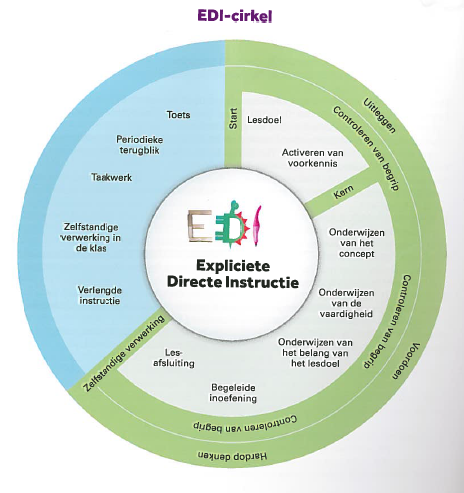 EDI-cirkel
Start
Lesdoel
Activeren van
voorkennis
Uitleggen
Controleren van begrip
Kern
Onderwijzen
van het
concept
Onderwijzen
van de
vaardigheid
Onderwijzen van
het belang van
het lesdoel
Begeleide
inoefening
Les-
afsluiting
Controleren van begrip
Voordoen
Controleren van begrip
Hardop denken
Zelfstandige verwerking
Verlengde
instructie
Zelfstandige
verwerking in
de klas
Taakwerk
Periodieke
terugblik
Toets
EDI
Expliciete
Directe Instructie